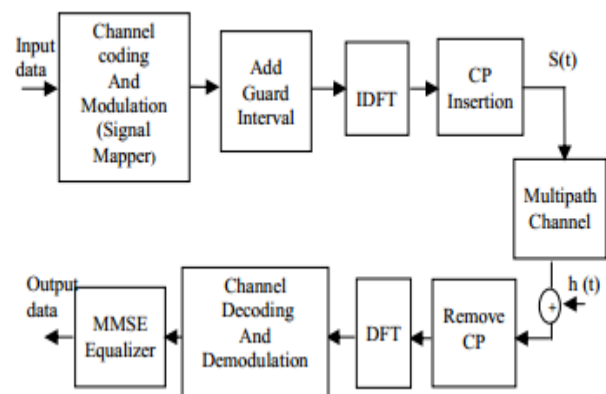 Input
data
Channel
coding
And
Modulation
(Signal
Mapper)
Add
Guard
Interval
IDFT
CP
Insertion
S(t)
Multipath
Channel
h (t)
+
Remove
CP
DFT
Channel
Decoding
And
Demodulation
MMSE
Equalizer
Output
data